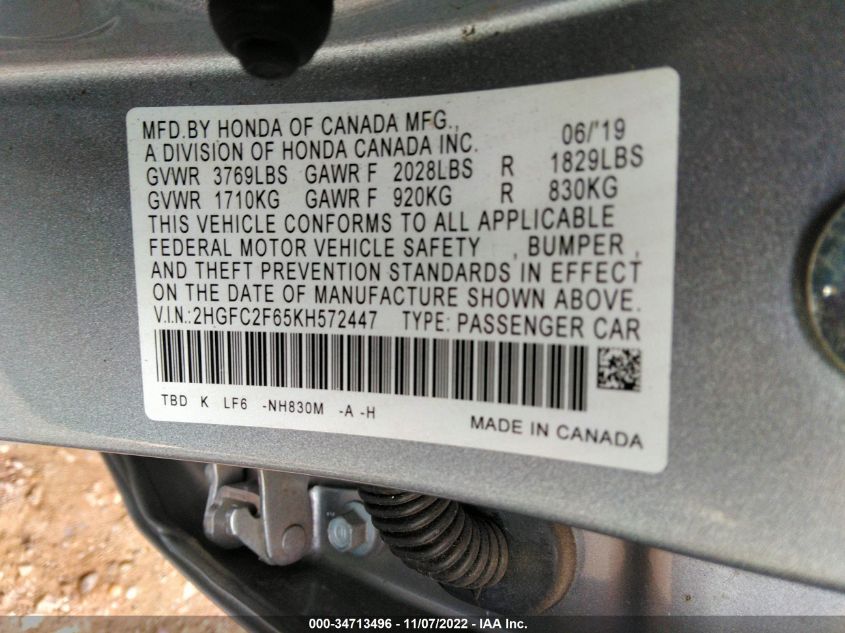 MFD.BY HONDA OF CANADA MFG., 06/'19
A DIVISION OF HONDA CANADA INC.
GVWR 3769LBS GAWR F 2028LBS R 1829LBS
GVWR 1710KG GAWR F 920KG R 830KG
THIS VEHICLE CONFORMS TO ALL APPLICABLE
FEDERAL MOTOR VEHICLE SAFETY , BUMPER ,
AND THEFT PREVENTION STANDARDS IN EFFECT
ON THE DATE OF MANUFACTURE SHOWN ABOVE.
V.I.N.:2HGFC2F65KH572447 TYPE: PASSENGER CAR
TBD K LF6 -NH830M -A -H
MADE IN CANADA
000-34713496 - 11/07/2022 - IAA Inc.